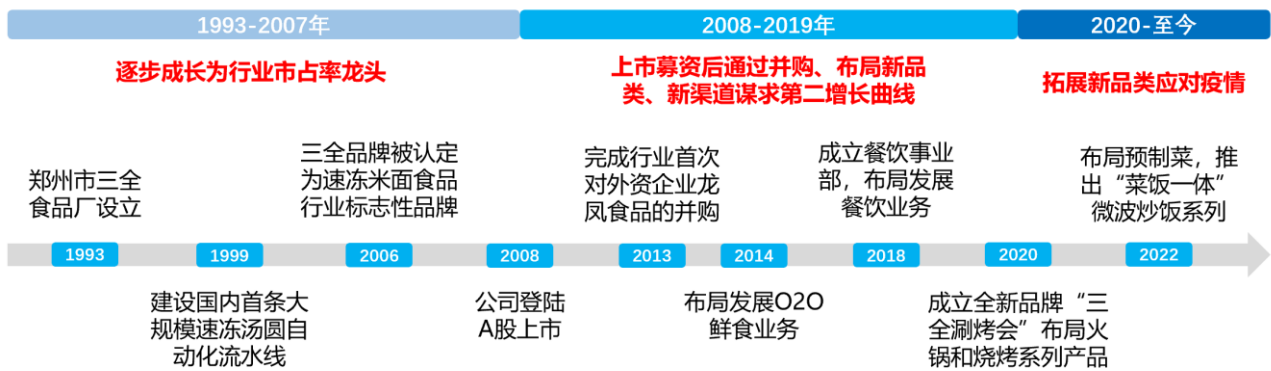 1993-2007年
2008-2019年
2020-至今
逐步成长为行业市占率龙头
上市募资后通过并购、布局新品
类、新渠道谋求第二增长曲线
拓展新品类应对疫情
郑州市三全
食品厂设立
三全品牌被认定
为速冻米面食品
行业标志性品牌
完成行业首次
对外资企业龙
凤食品的并购
成立餐饮事业
部，布局发展
餐饮业务
布局预制菜，推
出“菜饭一体”
微波炒饭系列
1993
1999
2006
2008
2013
2014
2018
2020
2022
建设国内首条大
规模速冻汤圆自
动化流水线
公司登陆
A股上市
布局发展O2O
鲜食业务
成立全新品牌“三
全涮烤会”布局火
锅和烧烤系列产品